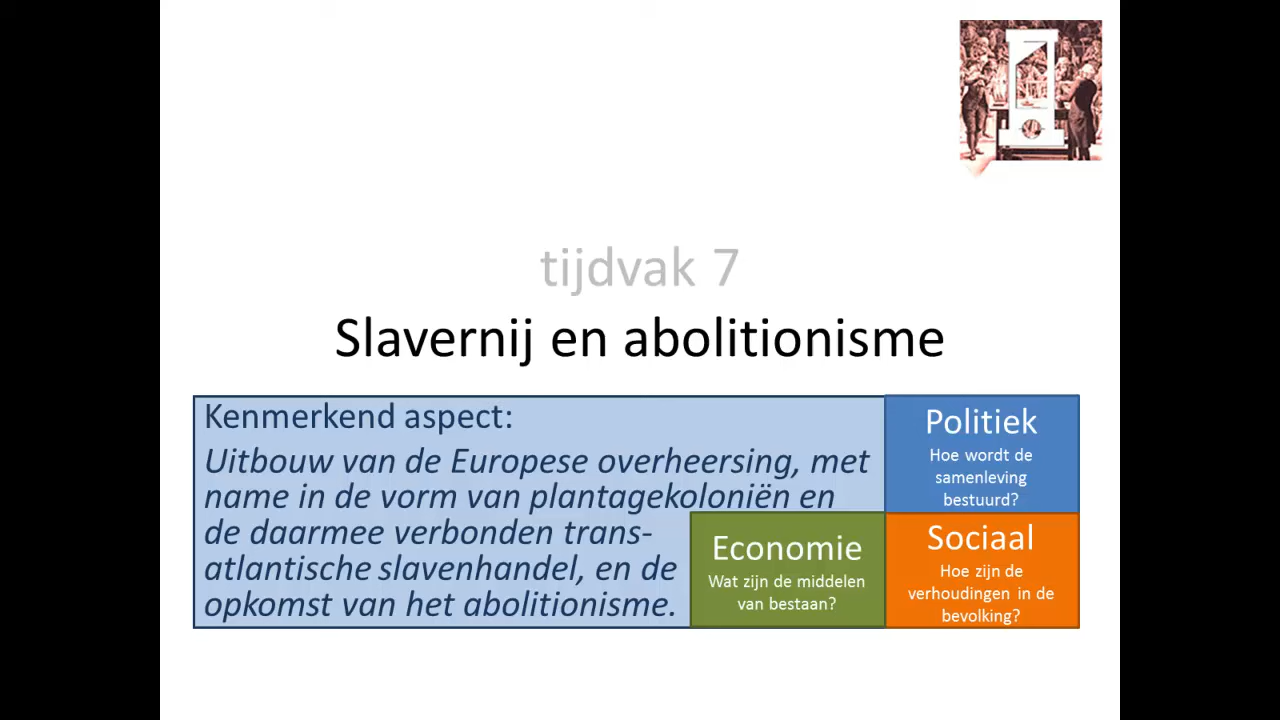 tijdvak 7
Slavernij en abolitionisme
Kenmerkend aspect:
Uitbouw van de Europese overheersing, met
name in de vorm van plantagekoloniën en
de daarmee verbonden trans-
atlantische slavenhandel, en de
opkomst van het abolitionisme.
Politiek
Hoe wordt de
samenleving
bestuurd?
Economie
Wat zijn de middelen
van bestaan?
Sociaal
Hoe zijn de
verhoudingen in de
bevolking?